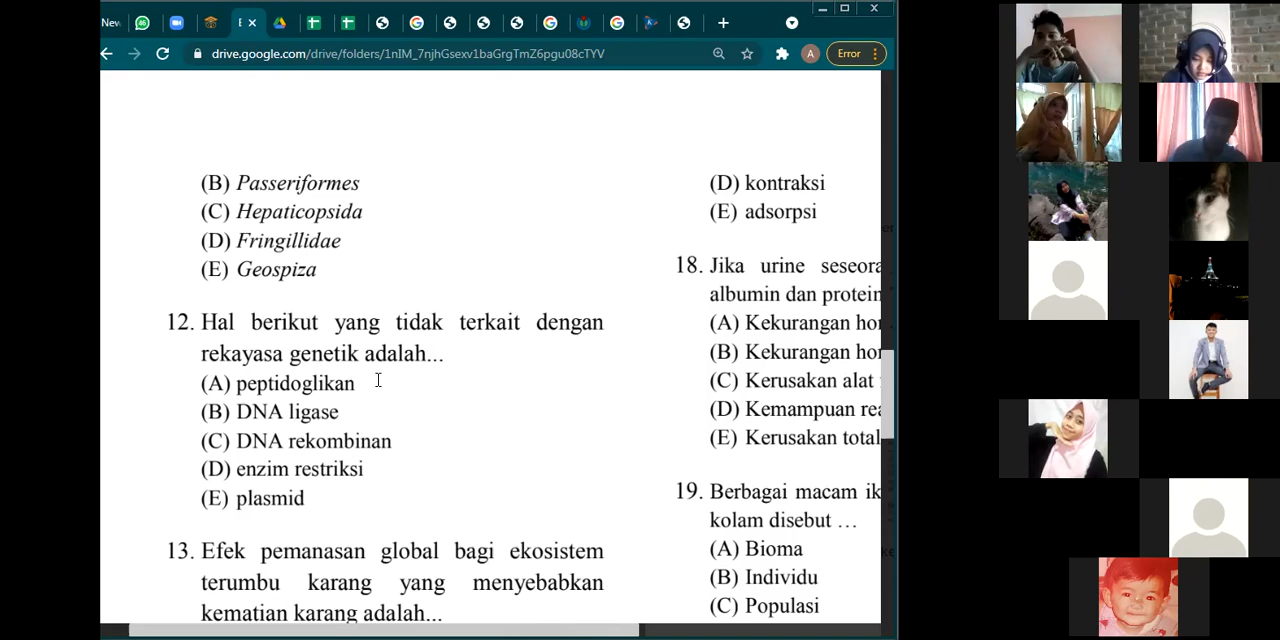 New
46
E
drive.google.com/drive/folders/1nIM_7njhGsexv1baGrgTmZ6pgu08cTYV
A
Error
(B) Passeriformes
(C) Hepaticopsida
(D) Fringillidae
(E) Geospiza
12. Hal berikut yang tidak terkait dengan
rekayasa genetik adalah...
(A) peptidoglikan
(B) DNA ligase
(C) DNA rekombinan
(D) enzim restriksi
(E) plasmid
13. Efek pemanasan global bagi ekosistem
terumbu karang yang menyebabkan
kematian karang adalah...
(D) kontraksi
(E) adsorpsi
18. Jika urine seseora
albumin dan protein
(A) Kekurangan hor
(B) Kekurangan hor
(C) Kerusakan alat
(D) Kemampuan rea
(E) Kerusakan total
19. Berbagai macam ik
kolam disebut …
(A) Bioma
(B) Individu
(C) Populasi